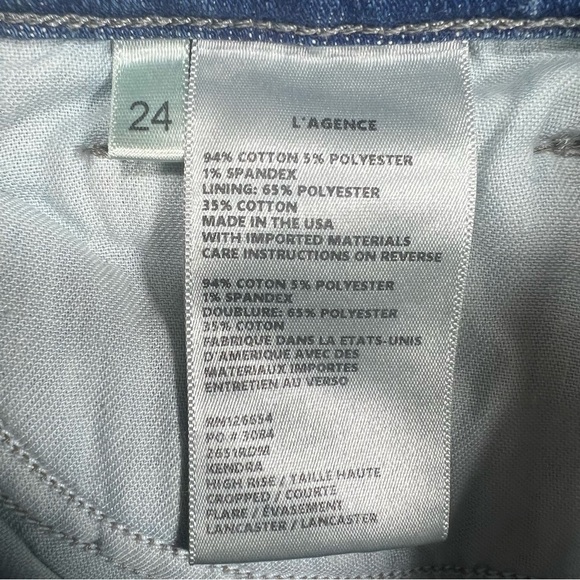 24
L'AGENCE
94% COTTON 5% POLYESTER
1% SPANDEX
LINING: 65% POLYESTER
35% COTTON
MADE IN THE USA
WITH IMPORTED MATERIALS
CARE INSTRUCTIONS ON REVERSE
94% COTON 5% POLYESTER
1% SPANDEX
DOUBLURE: 65% POLYESTER
35% COTON
FABRIQUE DANS LA ETATS-UNIS
D'AMERIQUE AVEC DES
MATERIAUX IMPORTES
ENTRETIEN AU VERSO
RN126654
PO # 3084
2651RDM
KENDRA
HIGH RISE / TAILLE HAUTE
CROPPED / COURTE
FLARE / ÉVASEMENT
LANCASTER / LANCASTER